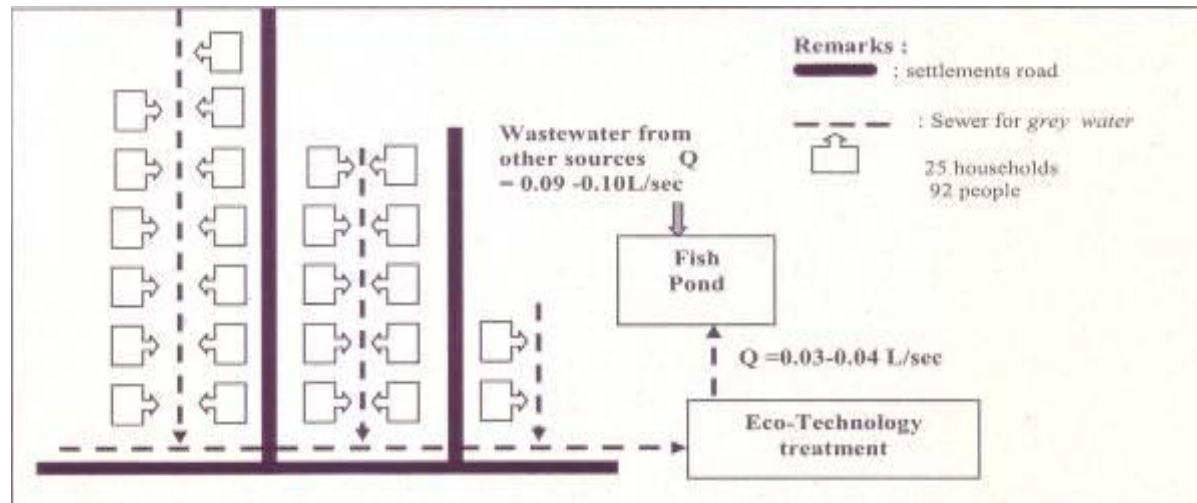 Remarks :
: settlements road
: Sewer for grey water
25 households
92 people
Wastewater from
other sources Q
= 0.09 -0.10L/sec
Fish
Pond
Q =0.03-0.04 L/sec
Eco-Technology
treatment